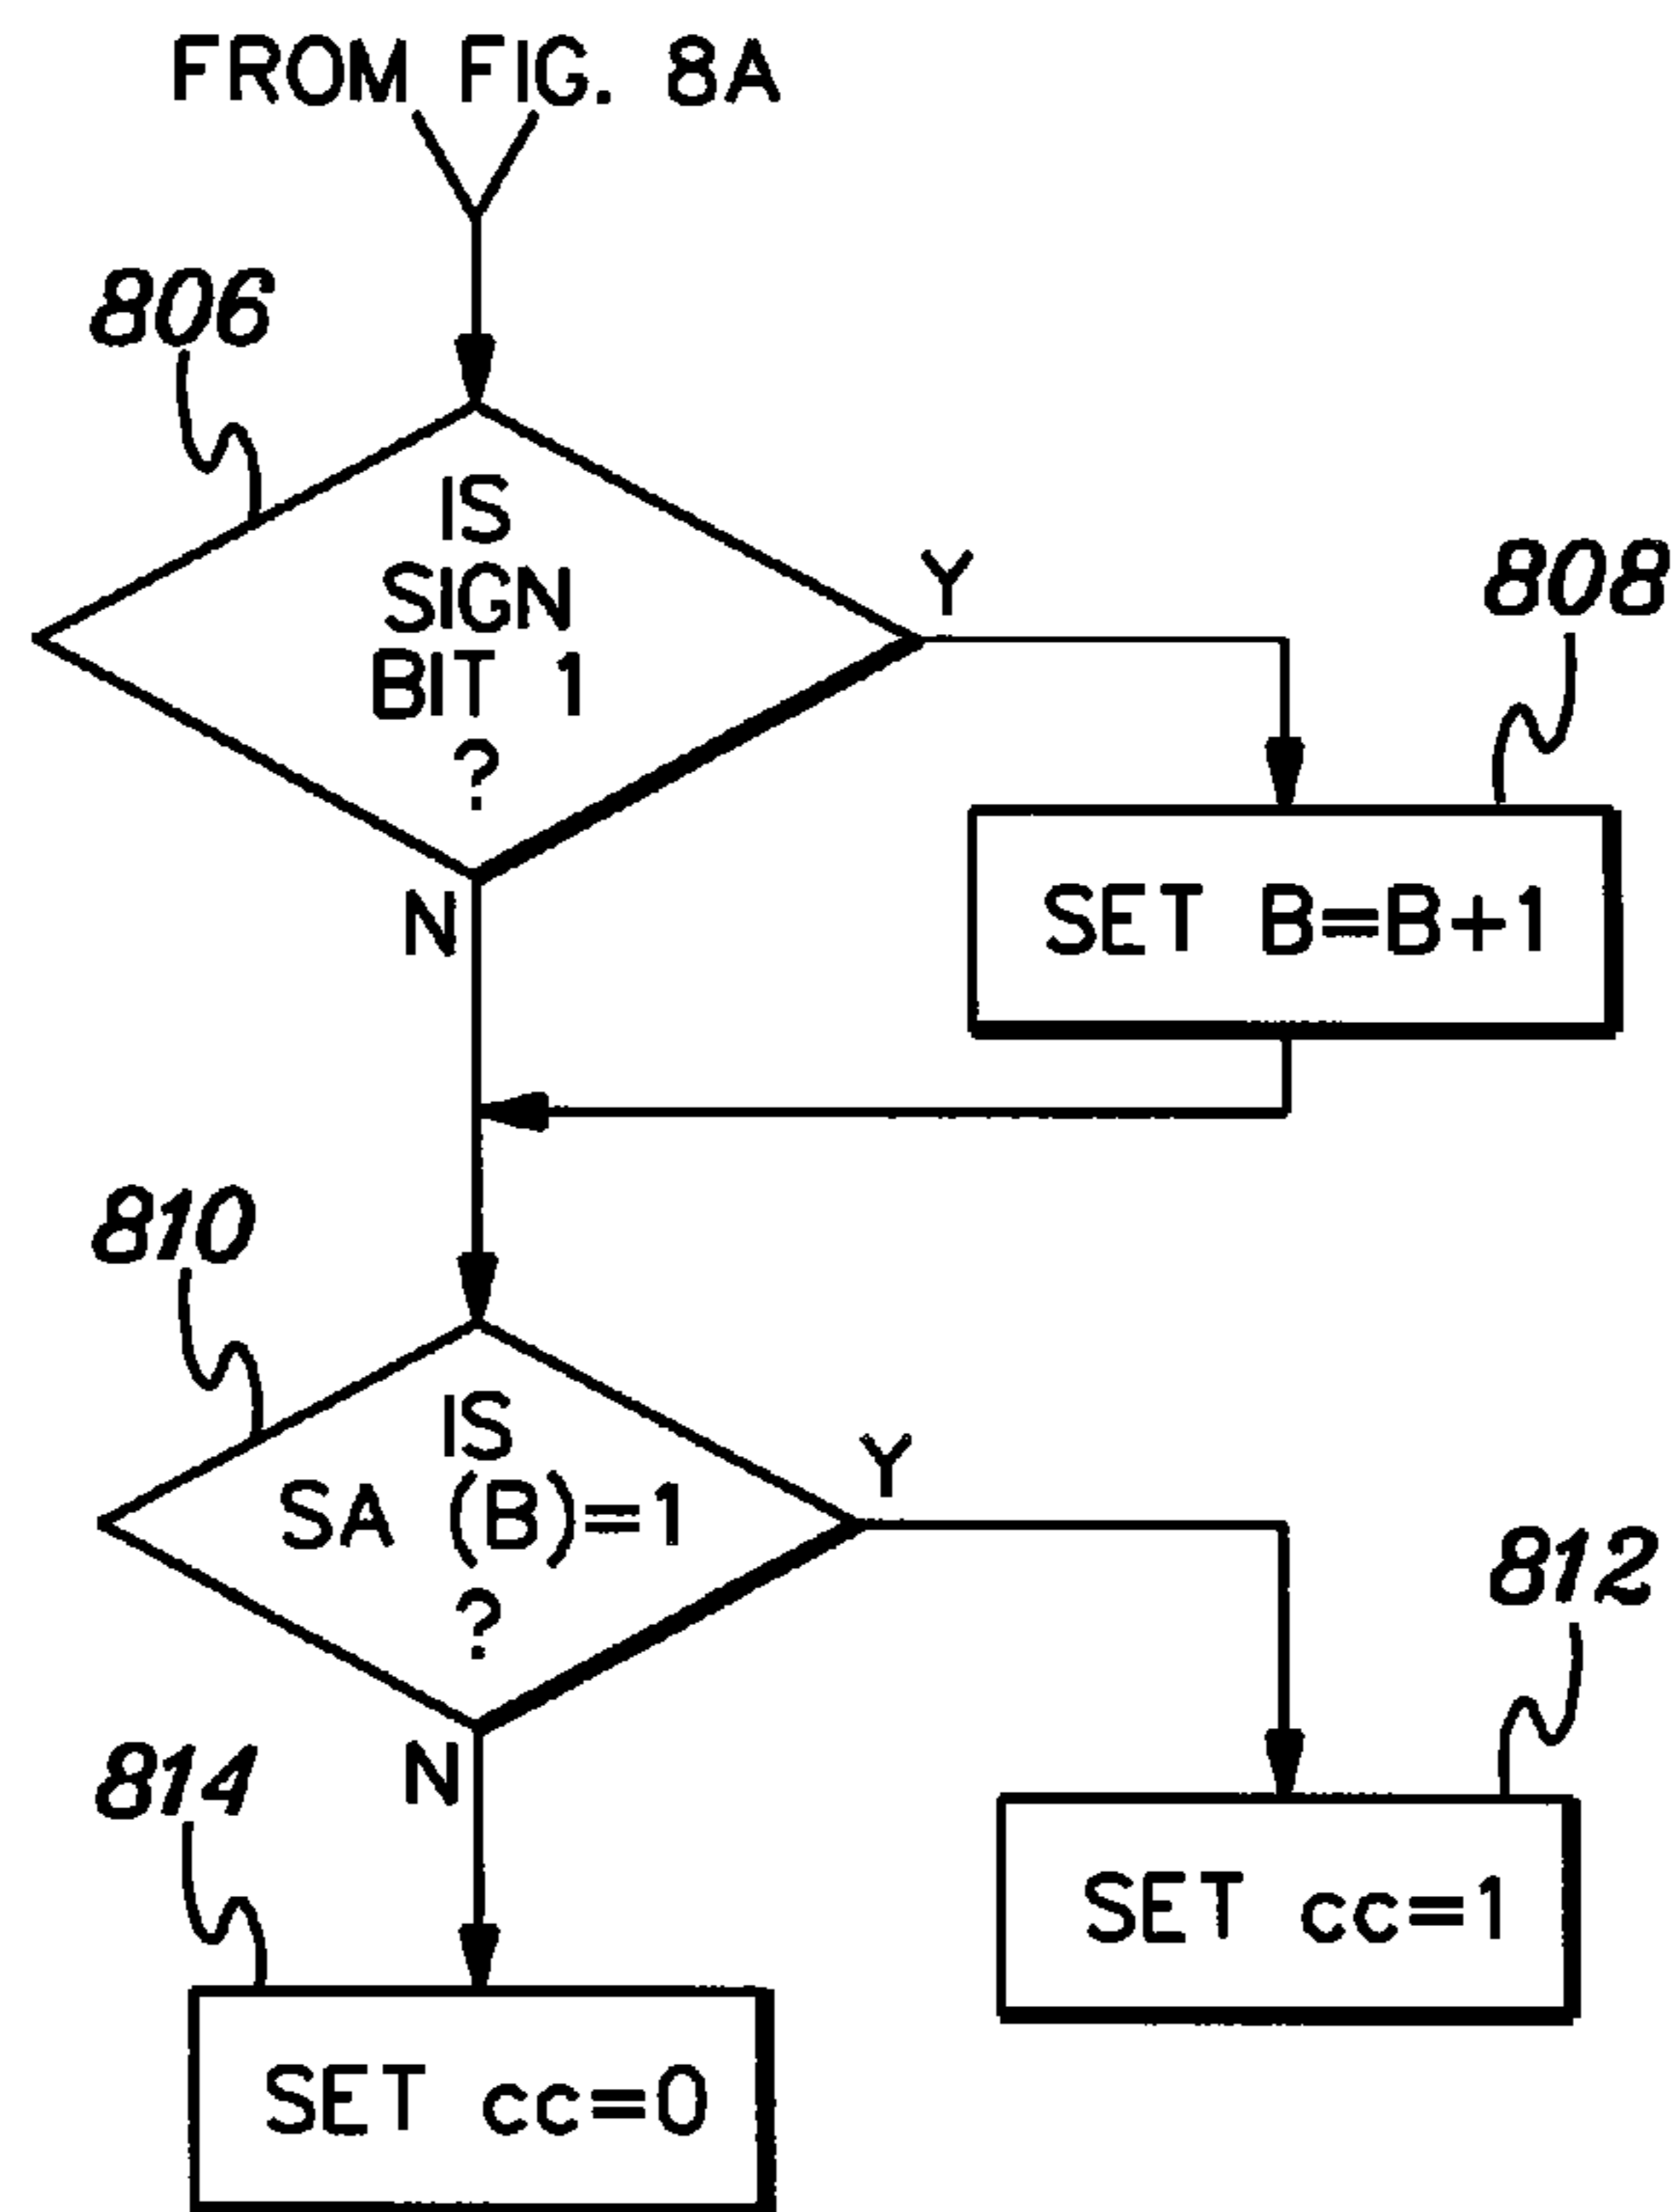 FROM FIG. 8A
806
IS
SIGN
BIT 1
?
Y
808
N
SET B=B+1
810
IS
SA (B)=1
?
Y
812
N
814
SET cc=1
SET cc=0